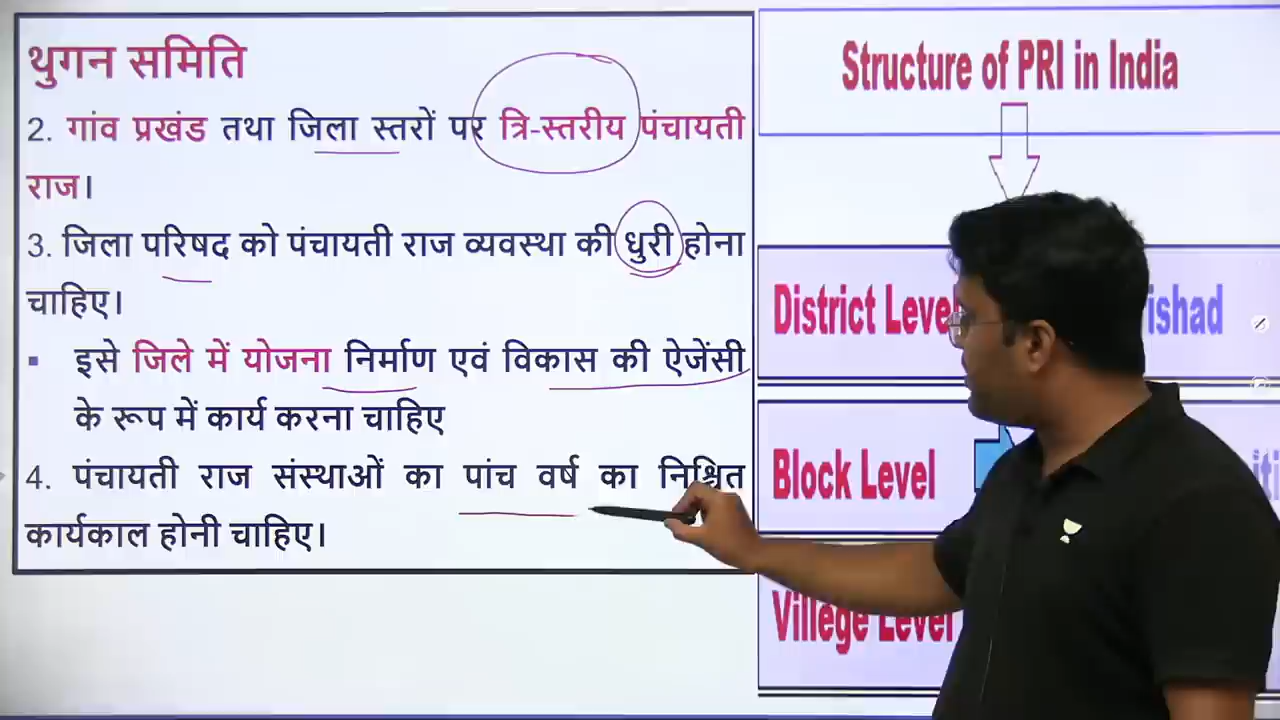 थुगन समिति
2. गांव प्रखंड तथा जिला स्तरों पर त्रि-स्तरीय पंचायती
राज।
3. जिला परिषद को पंचायती राज व्यवस्था की धुरी होना
चाहिए।
▪ इसे जिले में योजना निर्माण एवं विकास की ऐजेंसी
के रूप में कार्य करना चाहिए
4. पंचायती राज संस्थाओं का पांच वर्ष का निश्चित
कार्यकाल होनी चाहिए।
Structure of PRI in India
District Level
Block Level
Villege Level